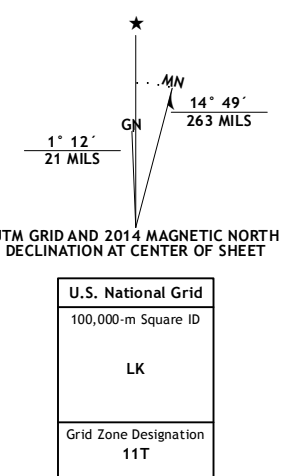 ★
MN
GN
14° 49´
263 MILS
1° 12´
21 MILS
UTM GRID AND 2014 MAGNETIC NORTH
DECLINATION AT CENTER OF SHEET
U.S. National Grid
100,000-m Square ID
LK
Grid Zone Designation
11T